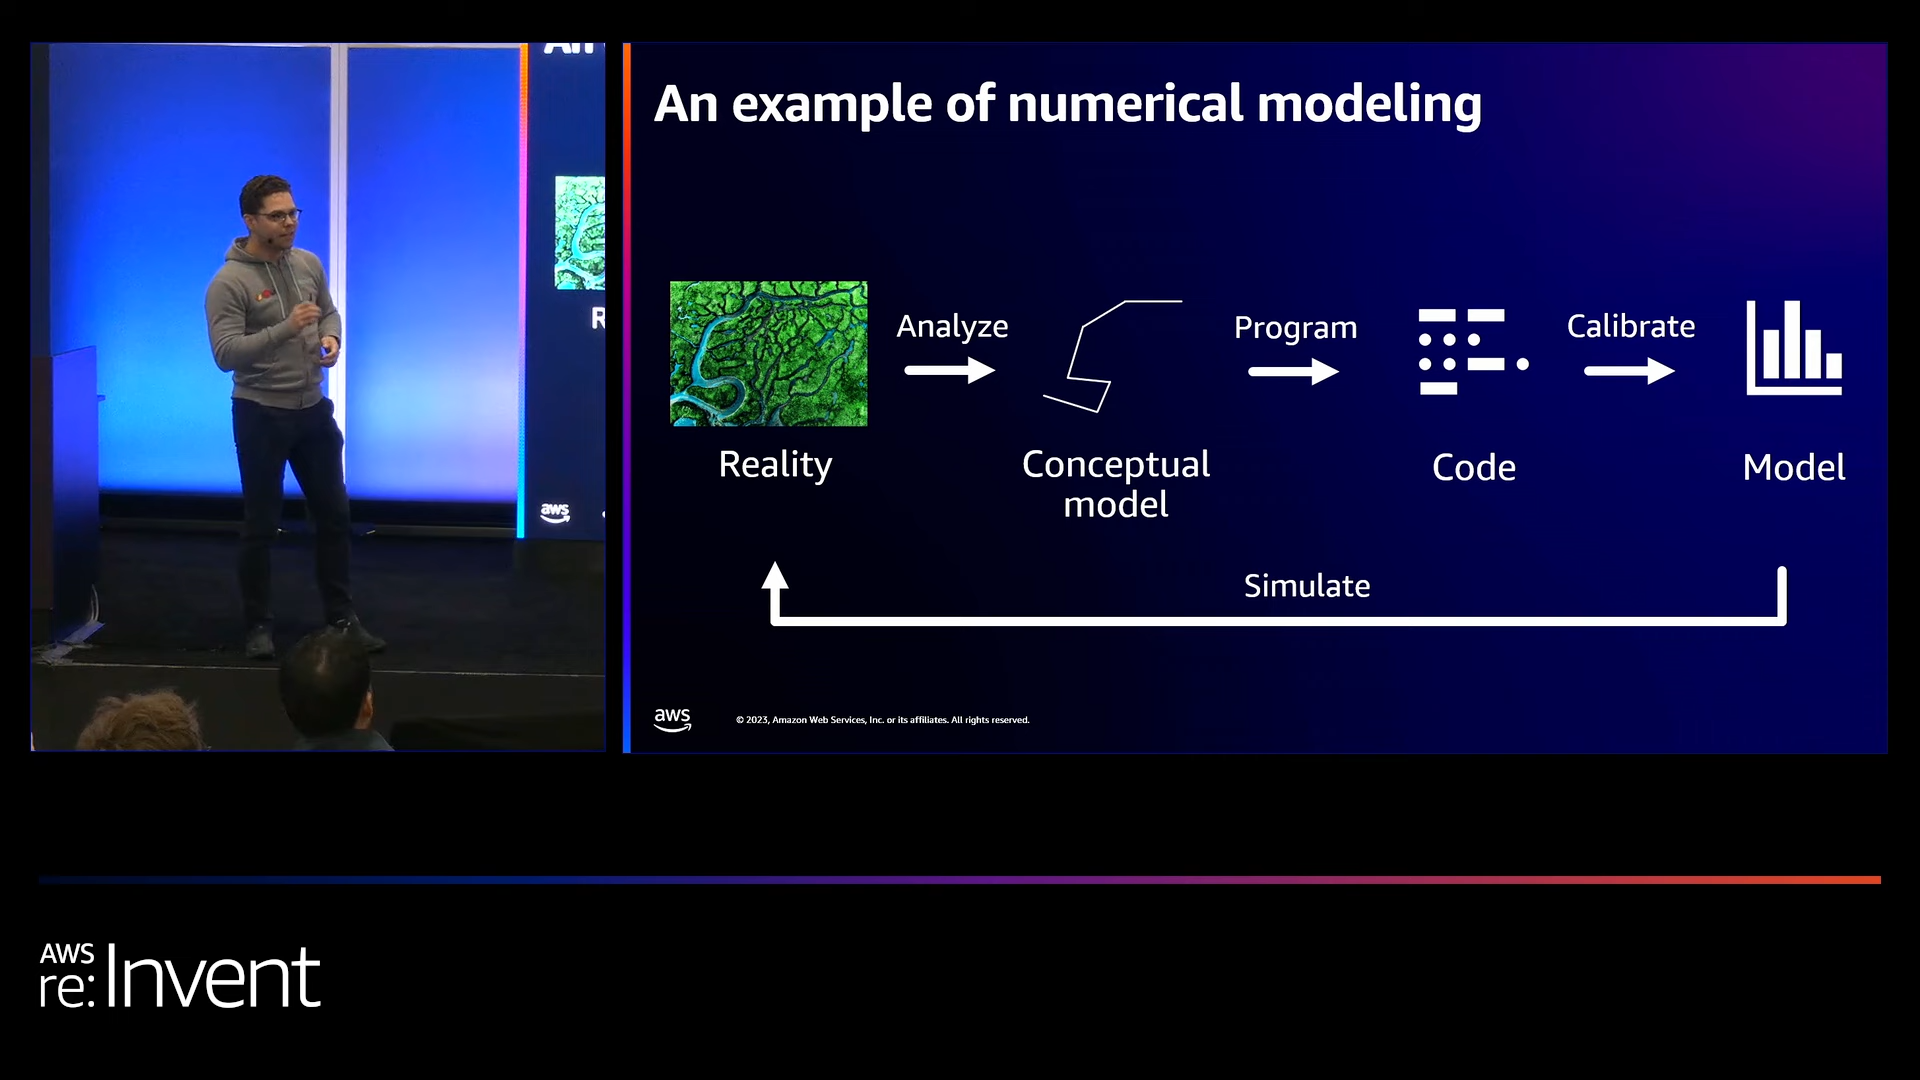 An example of numerical modeling
Analyze
Program
Calibrate
Reality
Conceptual
model
Code
Model
Simulate
aws
© 2023, Amazon Web Services, Inc. or its affiliates. All rights reserved.
aws
AWS
re:Invent